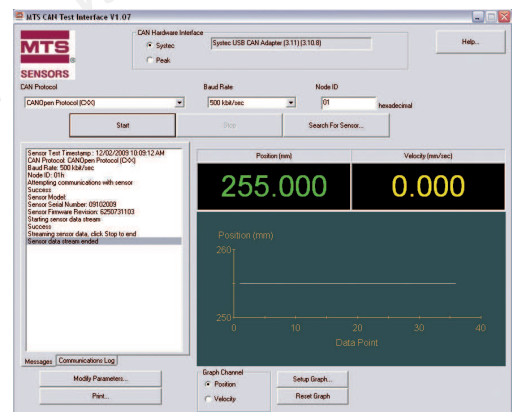 MTS CAN Test Interface V1.07
MTS
®
SENSORS
CAN Hardware Interface
Systec
Peak
Systec USB CAN Adapter (3.11) (3.10.8)
Help...
CAN Protocol
Baud Rate
Node ID
CANOpen Protocol (CXX)
500 kbit/sec
01
hexadecimal
Start
Stop
Search For Sensor...
Sensor Test Timestamp : 12/02/2009 10:09:12 AM
CAN Protocol: CANOpen Protocol (CXX)
Baud Rate: 500 kbit/sec
Node ID: 01h
Attempting communications with sensor
Success
Sensor Model:
Sensor Serial Number: 09102009
Sensor Firmware Revision: 6250731103
Starting sensor data stream
Success
Streaming sensor data, click Stop to end
Sensor data stream ended
Messages
Communications Log
Modify Parameters...
Print...
Position (mm)
Velocity (mm/sec)
255.000
0.000
Position (mm)
260
250
0
10
20
30
40
Data Point
Graph Channel
Position
Velocity
Setup Graph...
Reset Graph